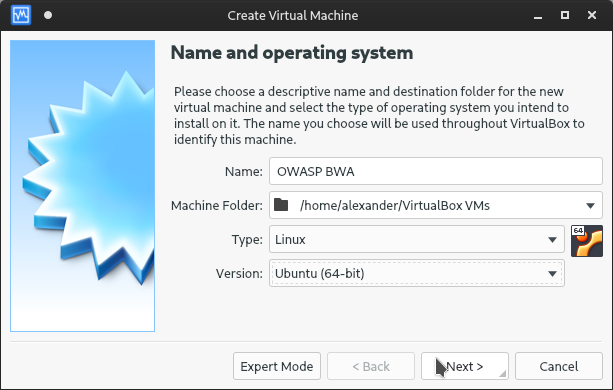 Create Virtual Machine
Name and operating system
Please choose a descriptive name and destination folder for the new
virtual machine and select the type of operating system you intend to
install on it. The name you choose will be used throughout VirtualBox to
identify this machine.
Name: OWASP BWA
Machine Folder: /home/alexander/VirtualBox VMs
Type: Linux
64
Version: Ubuntu (64-bit)
Expert Mode < Back Next > Cancel